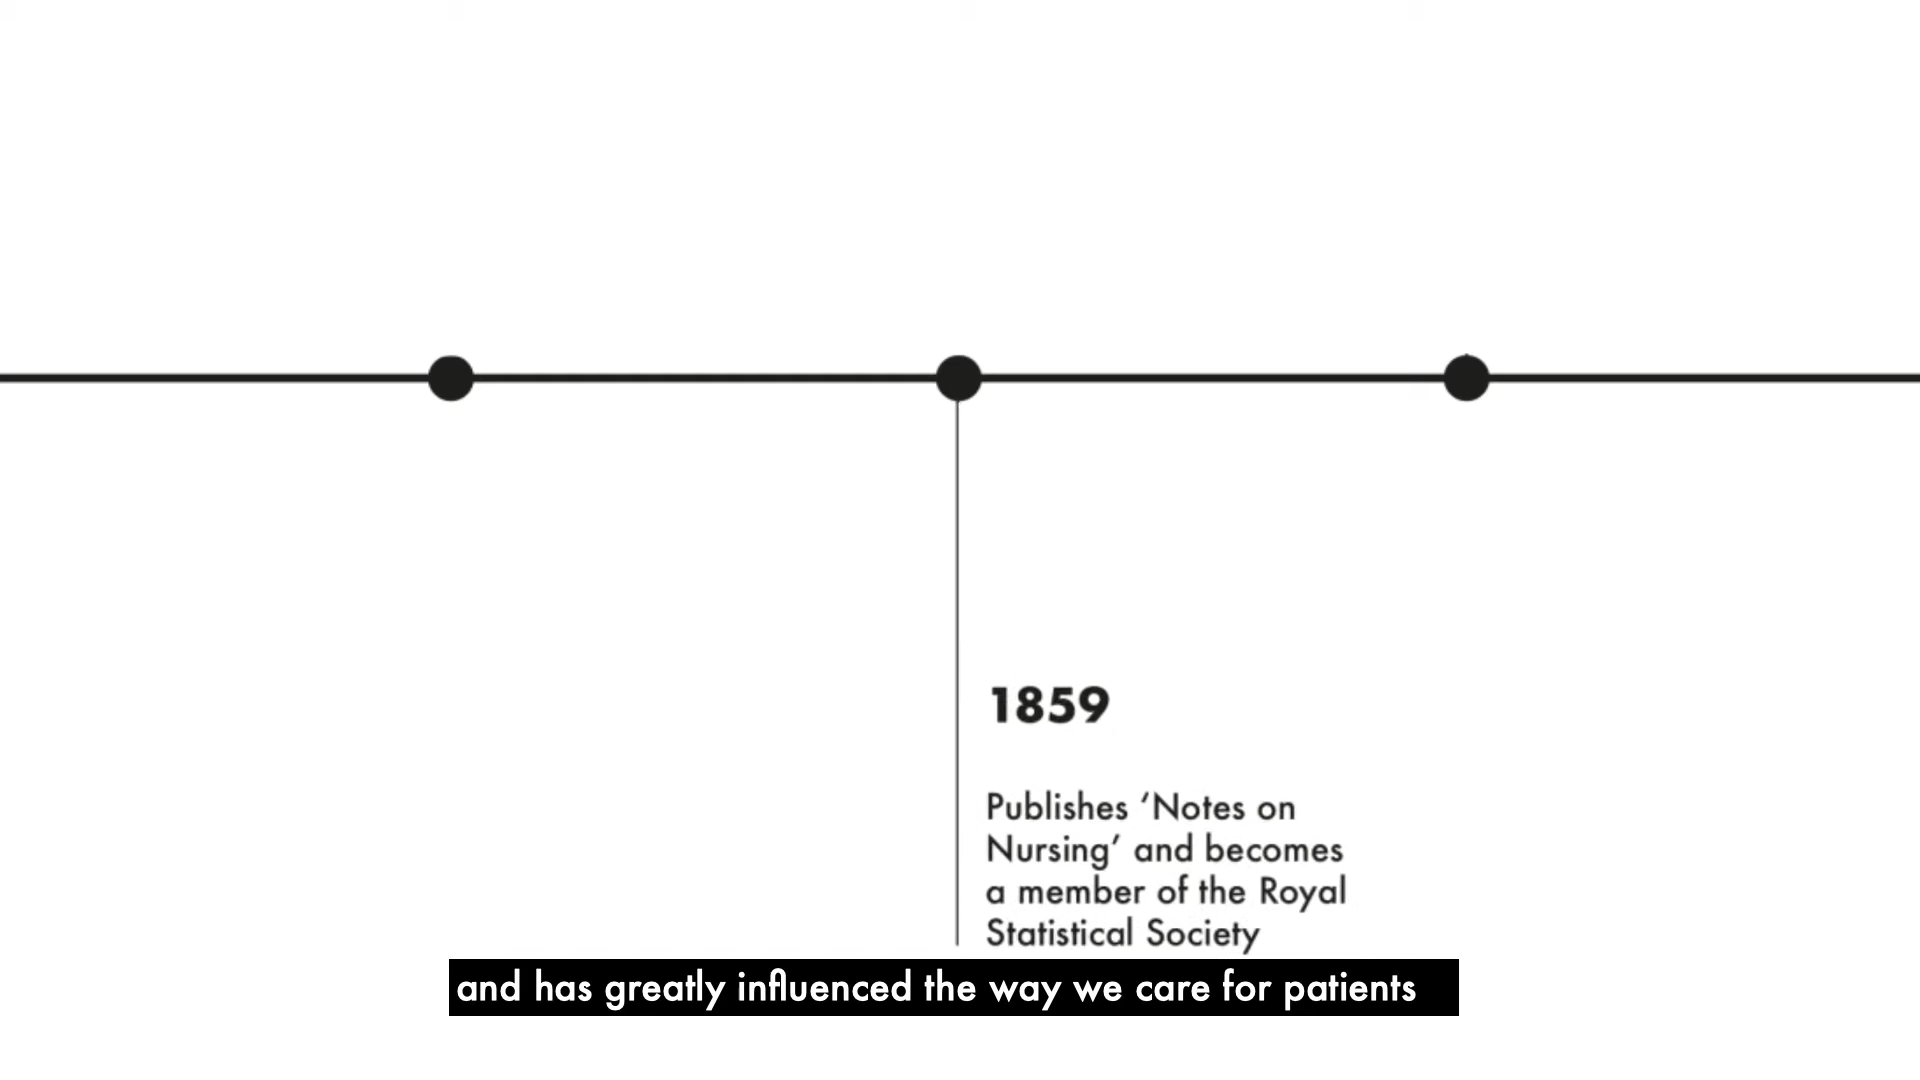 1859
Publishes ‘Notes on
Nursing’ and becomes
a member of the Royal
Statistical Society
and has greatly influenced the way we care for patients